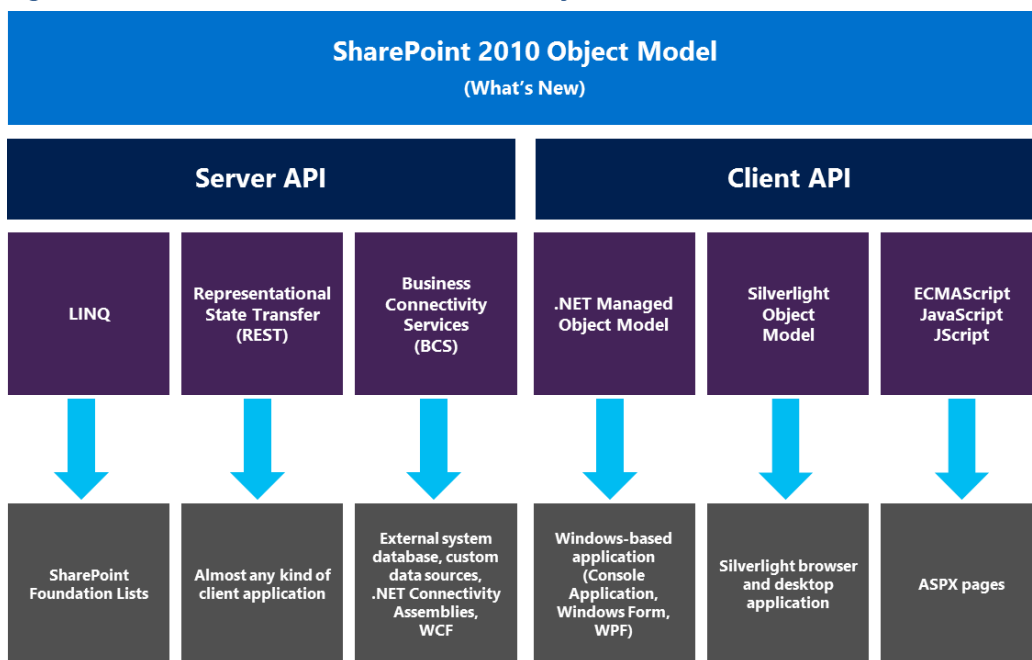 SharePoint 2010 Object Model
(What's New)
Server API
Client API
LINQ
Representational
State Transfer
(REST)
Business
Connectivity
Services
(BCS)
.NET Managed
Object Model
Silverlight
Object
Model
ECMAScript
JavaScript
JScript
SharePoint
Foundation Lists
Almost any kind of
client application
External system
database, custom
data sources,
.NET Connectivity
Assemblies,
WCF
Windows-based
application
(Console
Application,
Windows Form,
WPF)
Silverlight browser
and desktop
application
ASPX pages